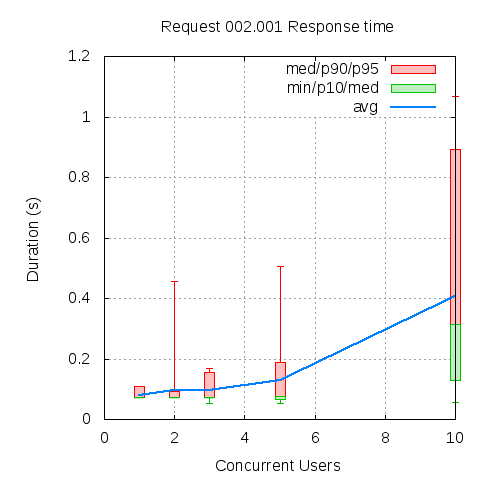 Request 002.001 Response time
med/p90/p95
min/p10/med
avg
1.2
1
0.8
0.6
0.4
0.2
0
Duration (s)
0 2 4 6 8 10
Concurrent Users